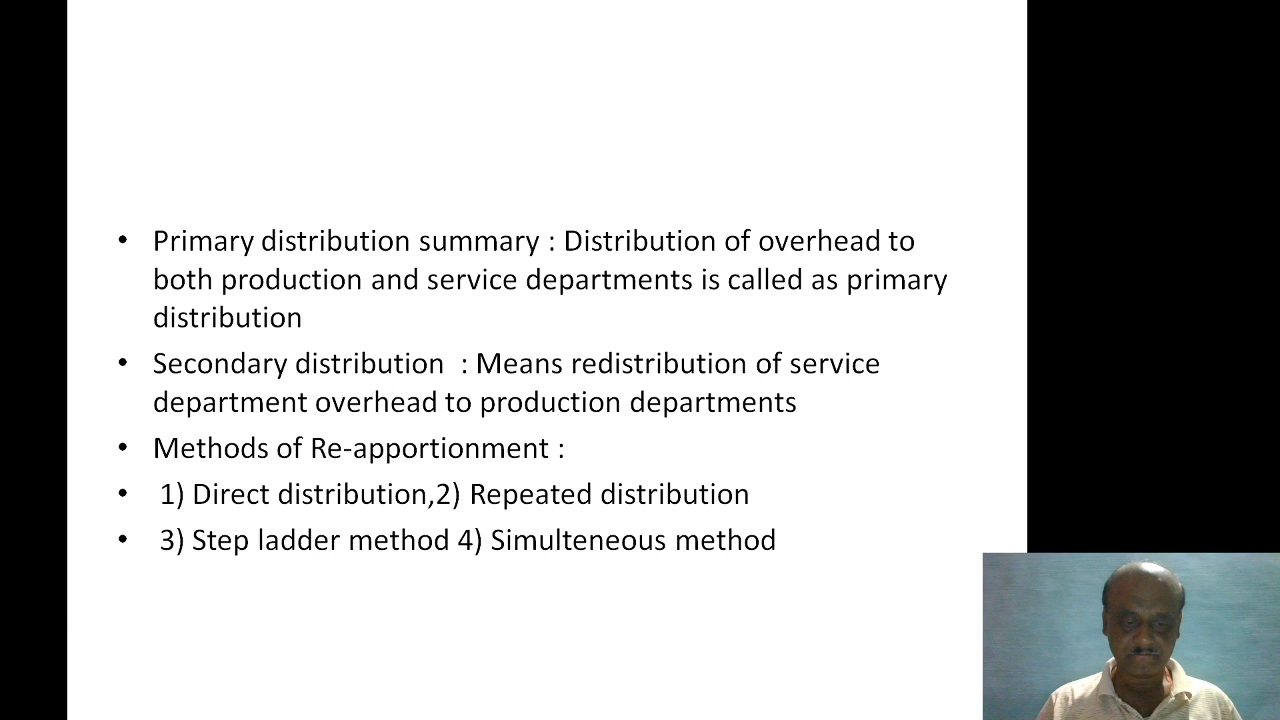 • Primary distribution summary : Distribution of overhead to
both production and service departments is called as primary
distribution
• Secondary distribution  : Means redistribution of service
department overhead to production departments
• Methods of Re-apportionment :
• 1) Direct distribution,2) Repeated distribution
• 3) Step ladder method 4) Simulteneous method